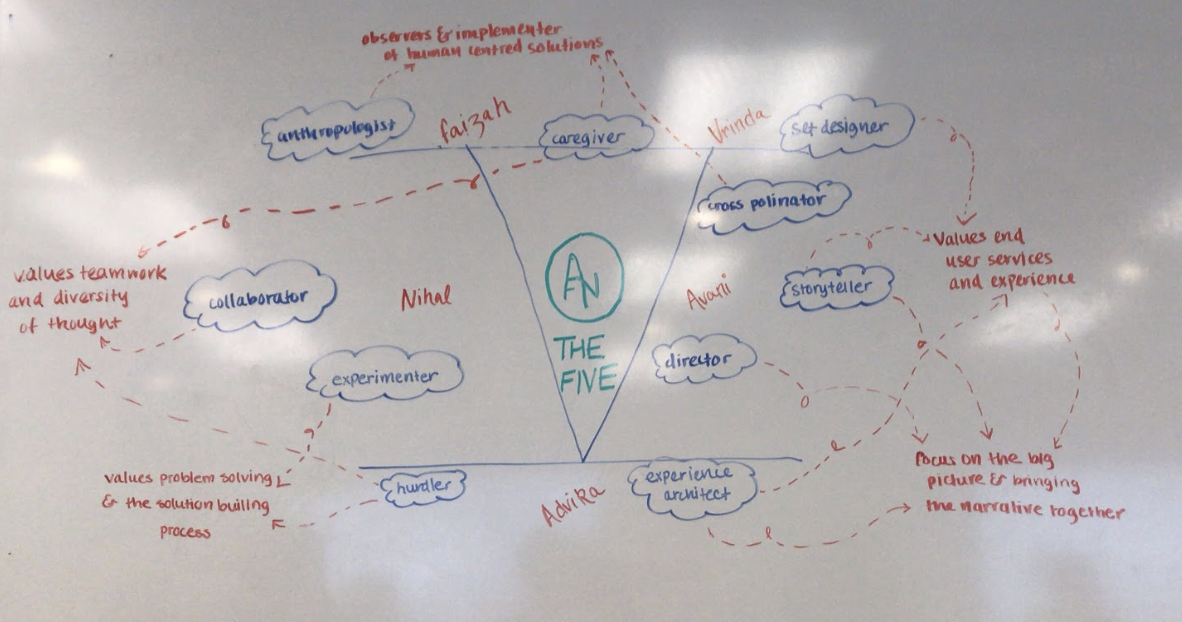 observers & implementer
of human centred solutions
anthropologist
faizah
caregiver
Vrinda
set designer
cross polinator
values teamwork
and diversity
of thought
collaborator
Nihal
AN
THE
FIVE
Avani
storyteller
Values end
user services
and experience
experimenter
director
values problem solving
& the solution builing
process
hurdler
Advika
experience
architect
focus on the big
picture & bringing
the narrative together